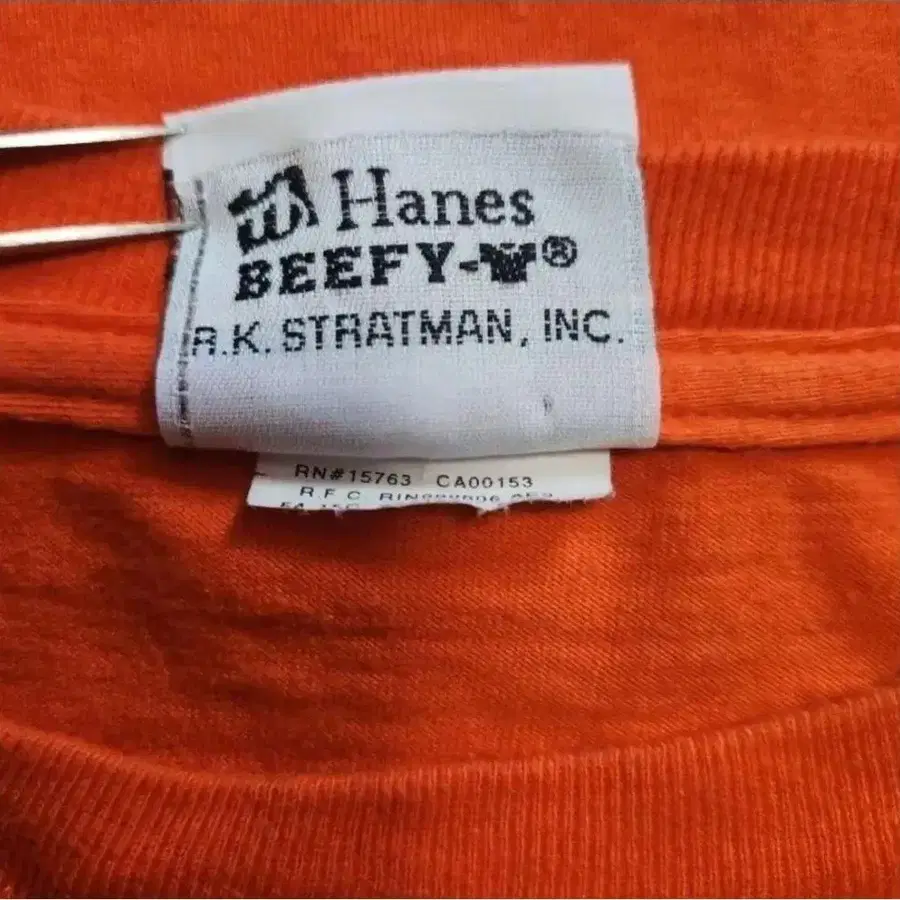 Hanes
BEEFY-®
R.K. STRATMAN, INC.
RN#15763 CA00153
R F C